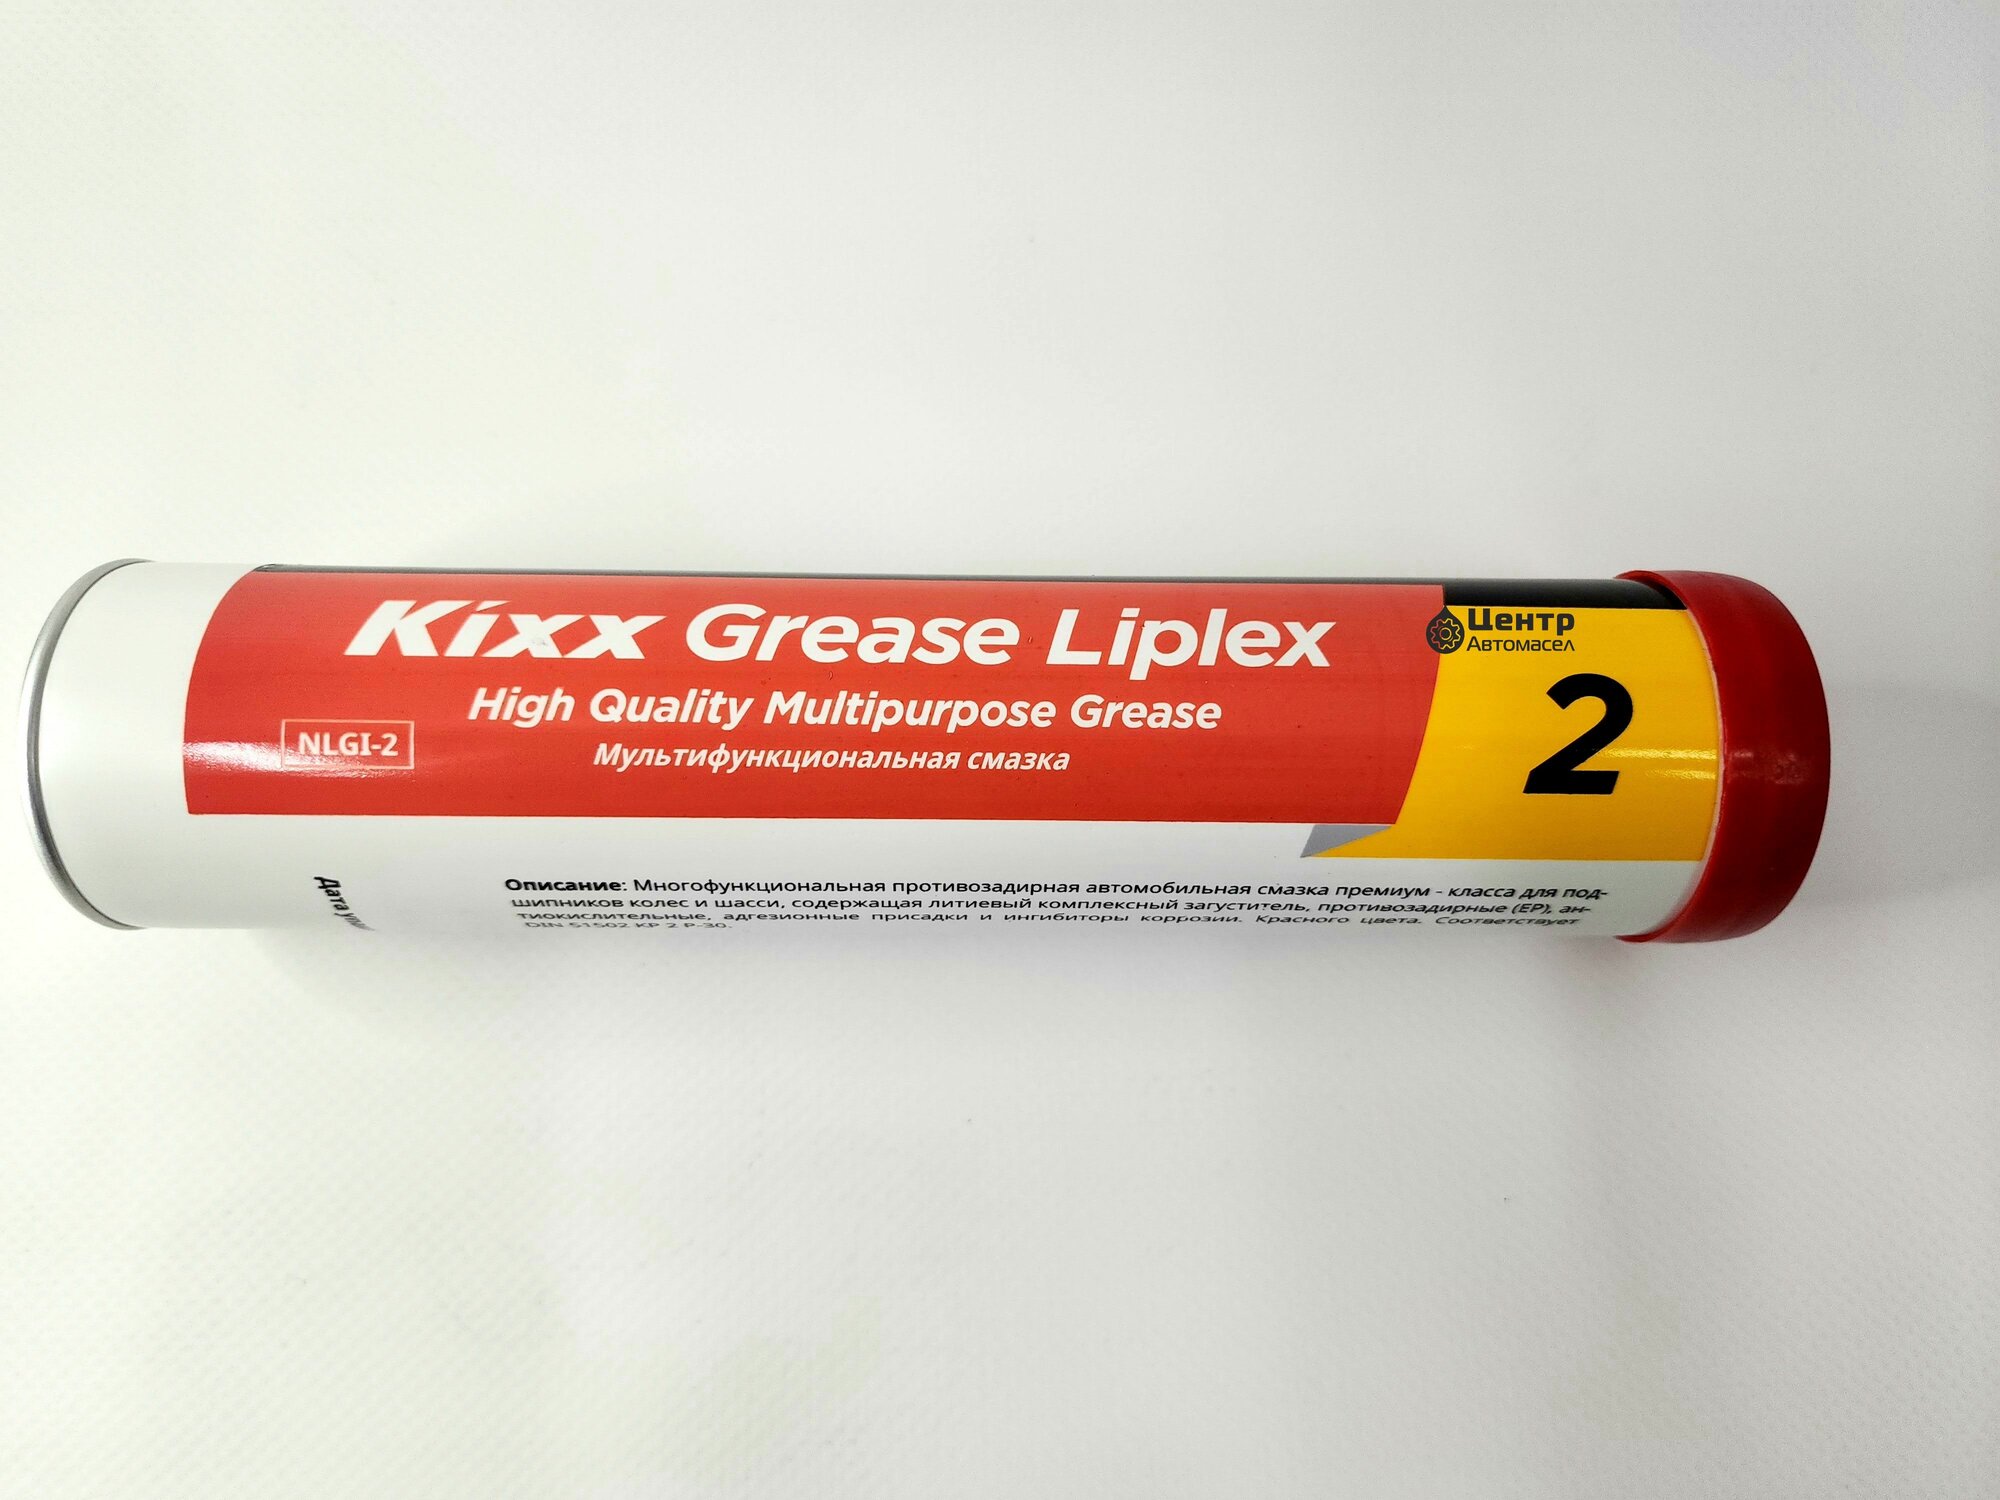 Kixx Grease Liplex
High Quality Multipurpose Grease
Мультифункциональная смазка
NLGI-2
Центр
Автомасел
2
Описание: Многофункциональная противозадирная автомобильная смазка премиум - класса для под-
шипников колес и шасси, содержащая литиевый комплексный загуститель, противозадирные (EP), ан-
тиокислительные, адгезионные присадки и ингибиторы коррозии. Красного цвета. Соответствует
DIN 51502 KP 2 P-30.
Дата